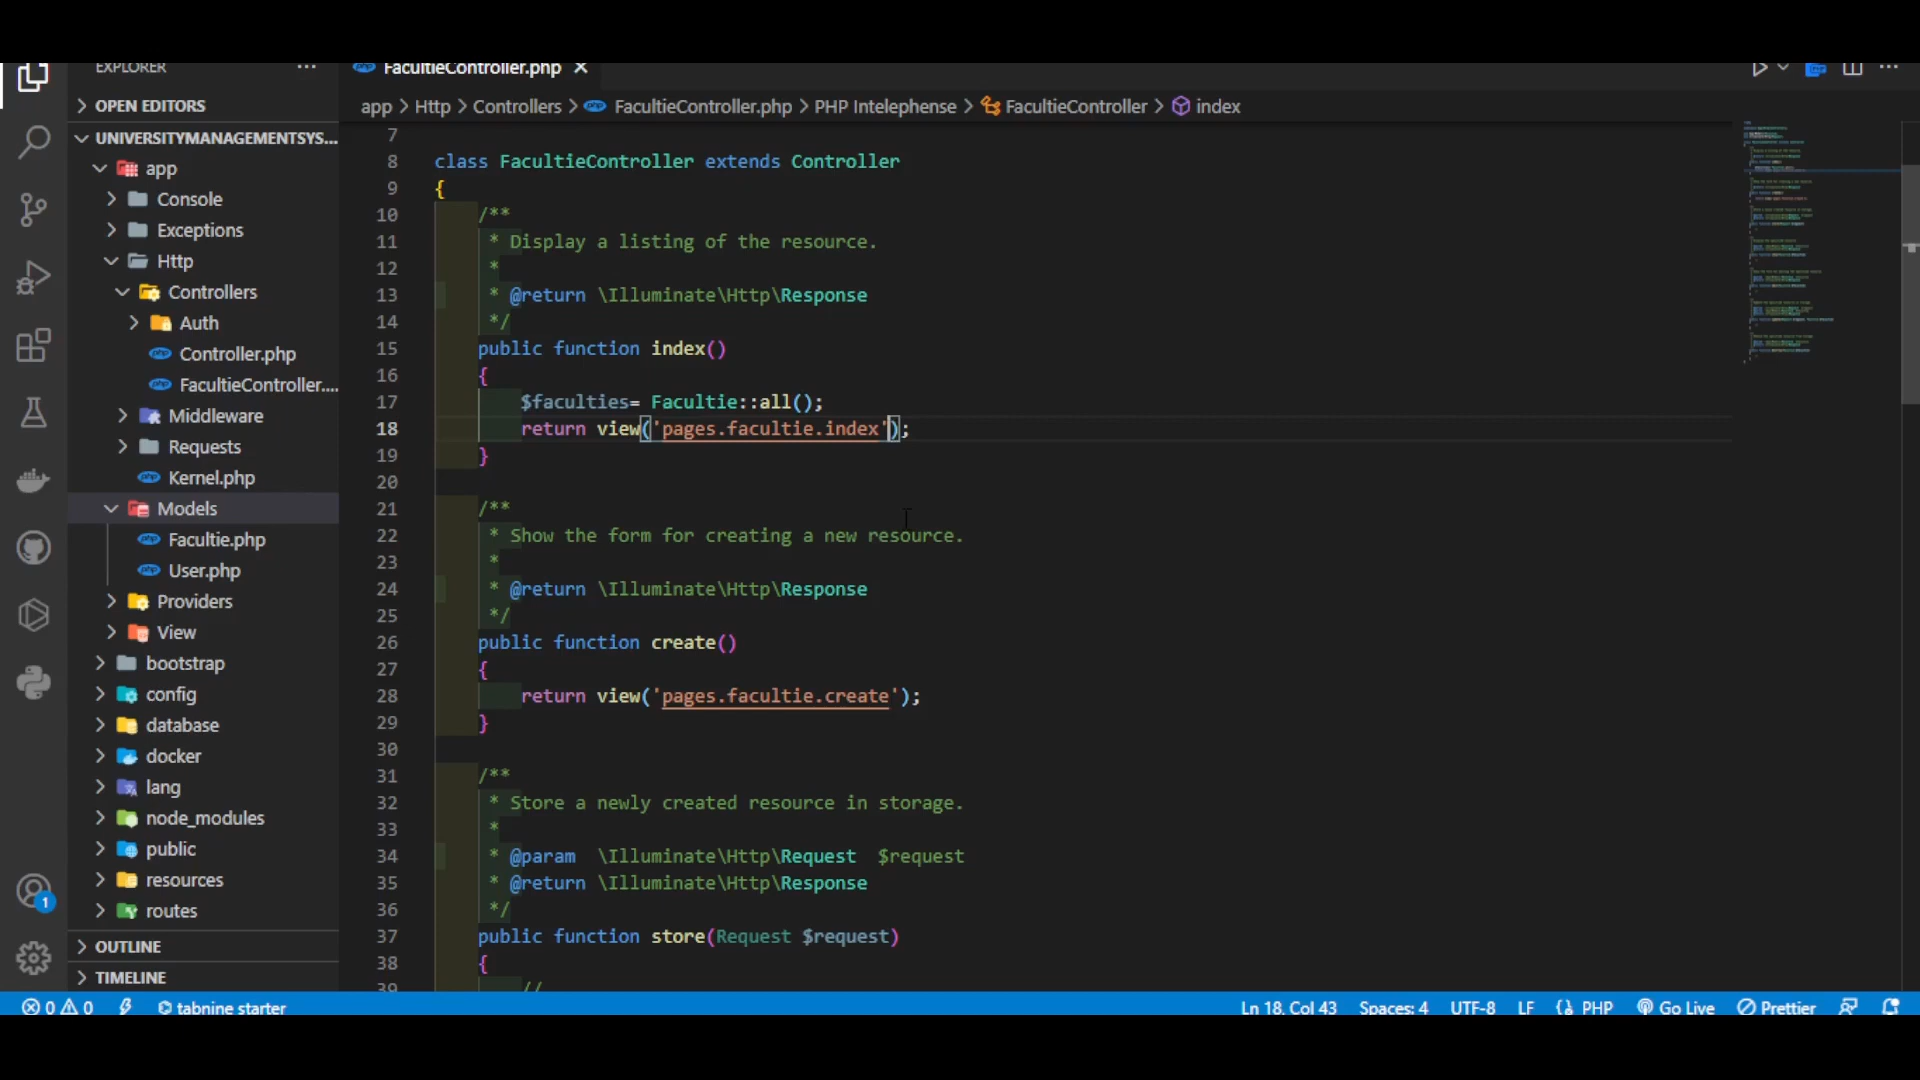 EXPLORER
OPEN EDITORS
UNIVERSITYMANAGEMENTSYS...
app
Console
Exceptions
Http
Controllers
Auth
Controller.php
FacultieController....
Middleware
Requests
Kernel.php
Models
Facultie.php
User.php
Providers
View
bootstrap
config
database
docker
lang
node_modules
public
resources
routes
OUTLINE
TIMELINE
1
FacultieController.php
app > Http > Controllers > FacultieController.php > PHP Intelephense > FacultieController > index
7
8 class FacultieController extends Controller
9 {
10 /**
11 * Display a listing of the resource.
12 *
13 * @return \Illuminate\Http\Response
14 */
15 public function index()
16 {
17 $faculties= Facultie::all();
18 return view('pages.facultie.index');
19 }
20
21 /**
22 * Show the form for creating a new resource.
23 *
24 * @return \Illuminate\Http\Response
25 */
26 public function create()
27 {
28 return view('pages.facultie.create');
29 }
30
31 /**
32 * Store a newly created resource in storage.
33 *
34 * @param  \Illuminate\Http\Request  $request
35 * @return \Illuminate\Http\Response
36 */
37 public function store(Request $request)
38 {
39 //
0 0 tabnine starter Ln 18, Col 43 Spaces: 4 UTF-8 LF {} PHP Go Live Prettier